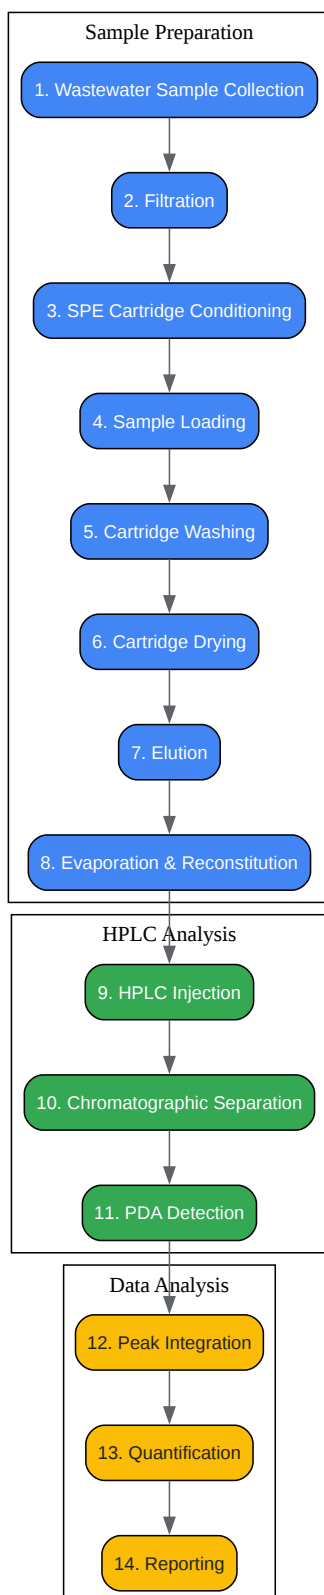 Sample Preparation
1. Wastewater Sample Collection
2. Filtration
3. SPE Cartridge Conditioning
4. Sample Loading
5. Cartridge Washing
6. Cartridge Drying
7. Elution
8. Evaporation & Reconstitution
HPLC Analysis
9. HPLC Injection
10. Chromatographic Separation
11. PDA Detection
Data Analysis
12. Peak Integration
13. Quantification
14. Reporting